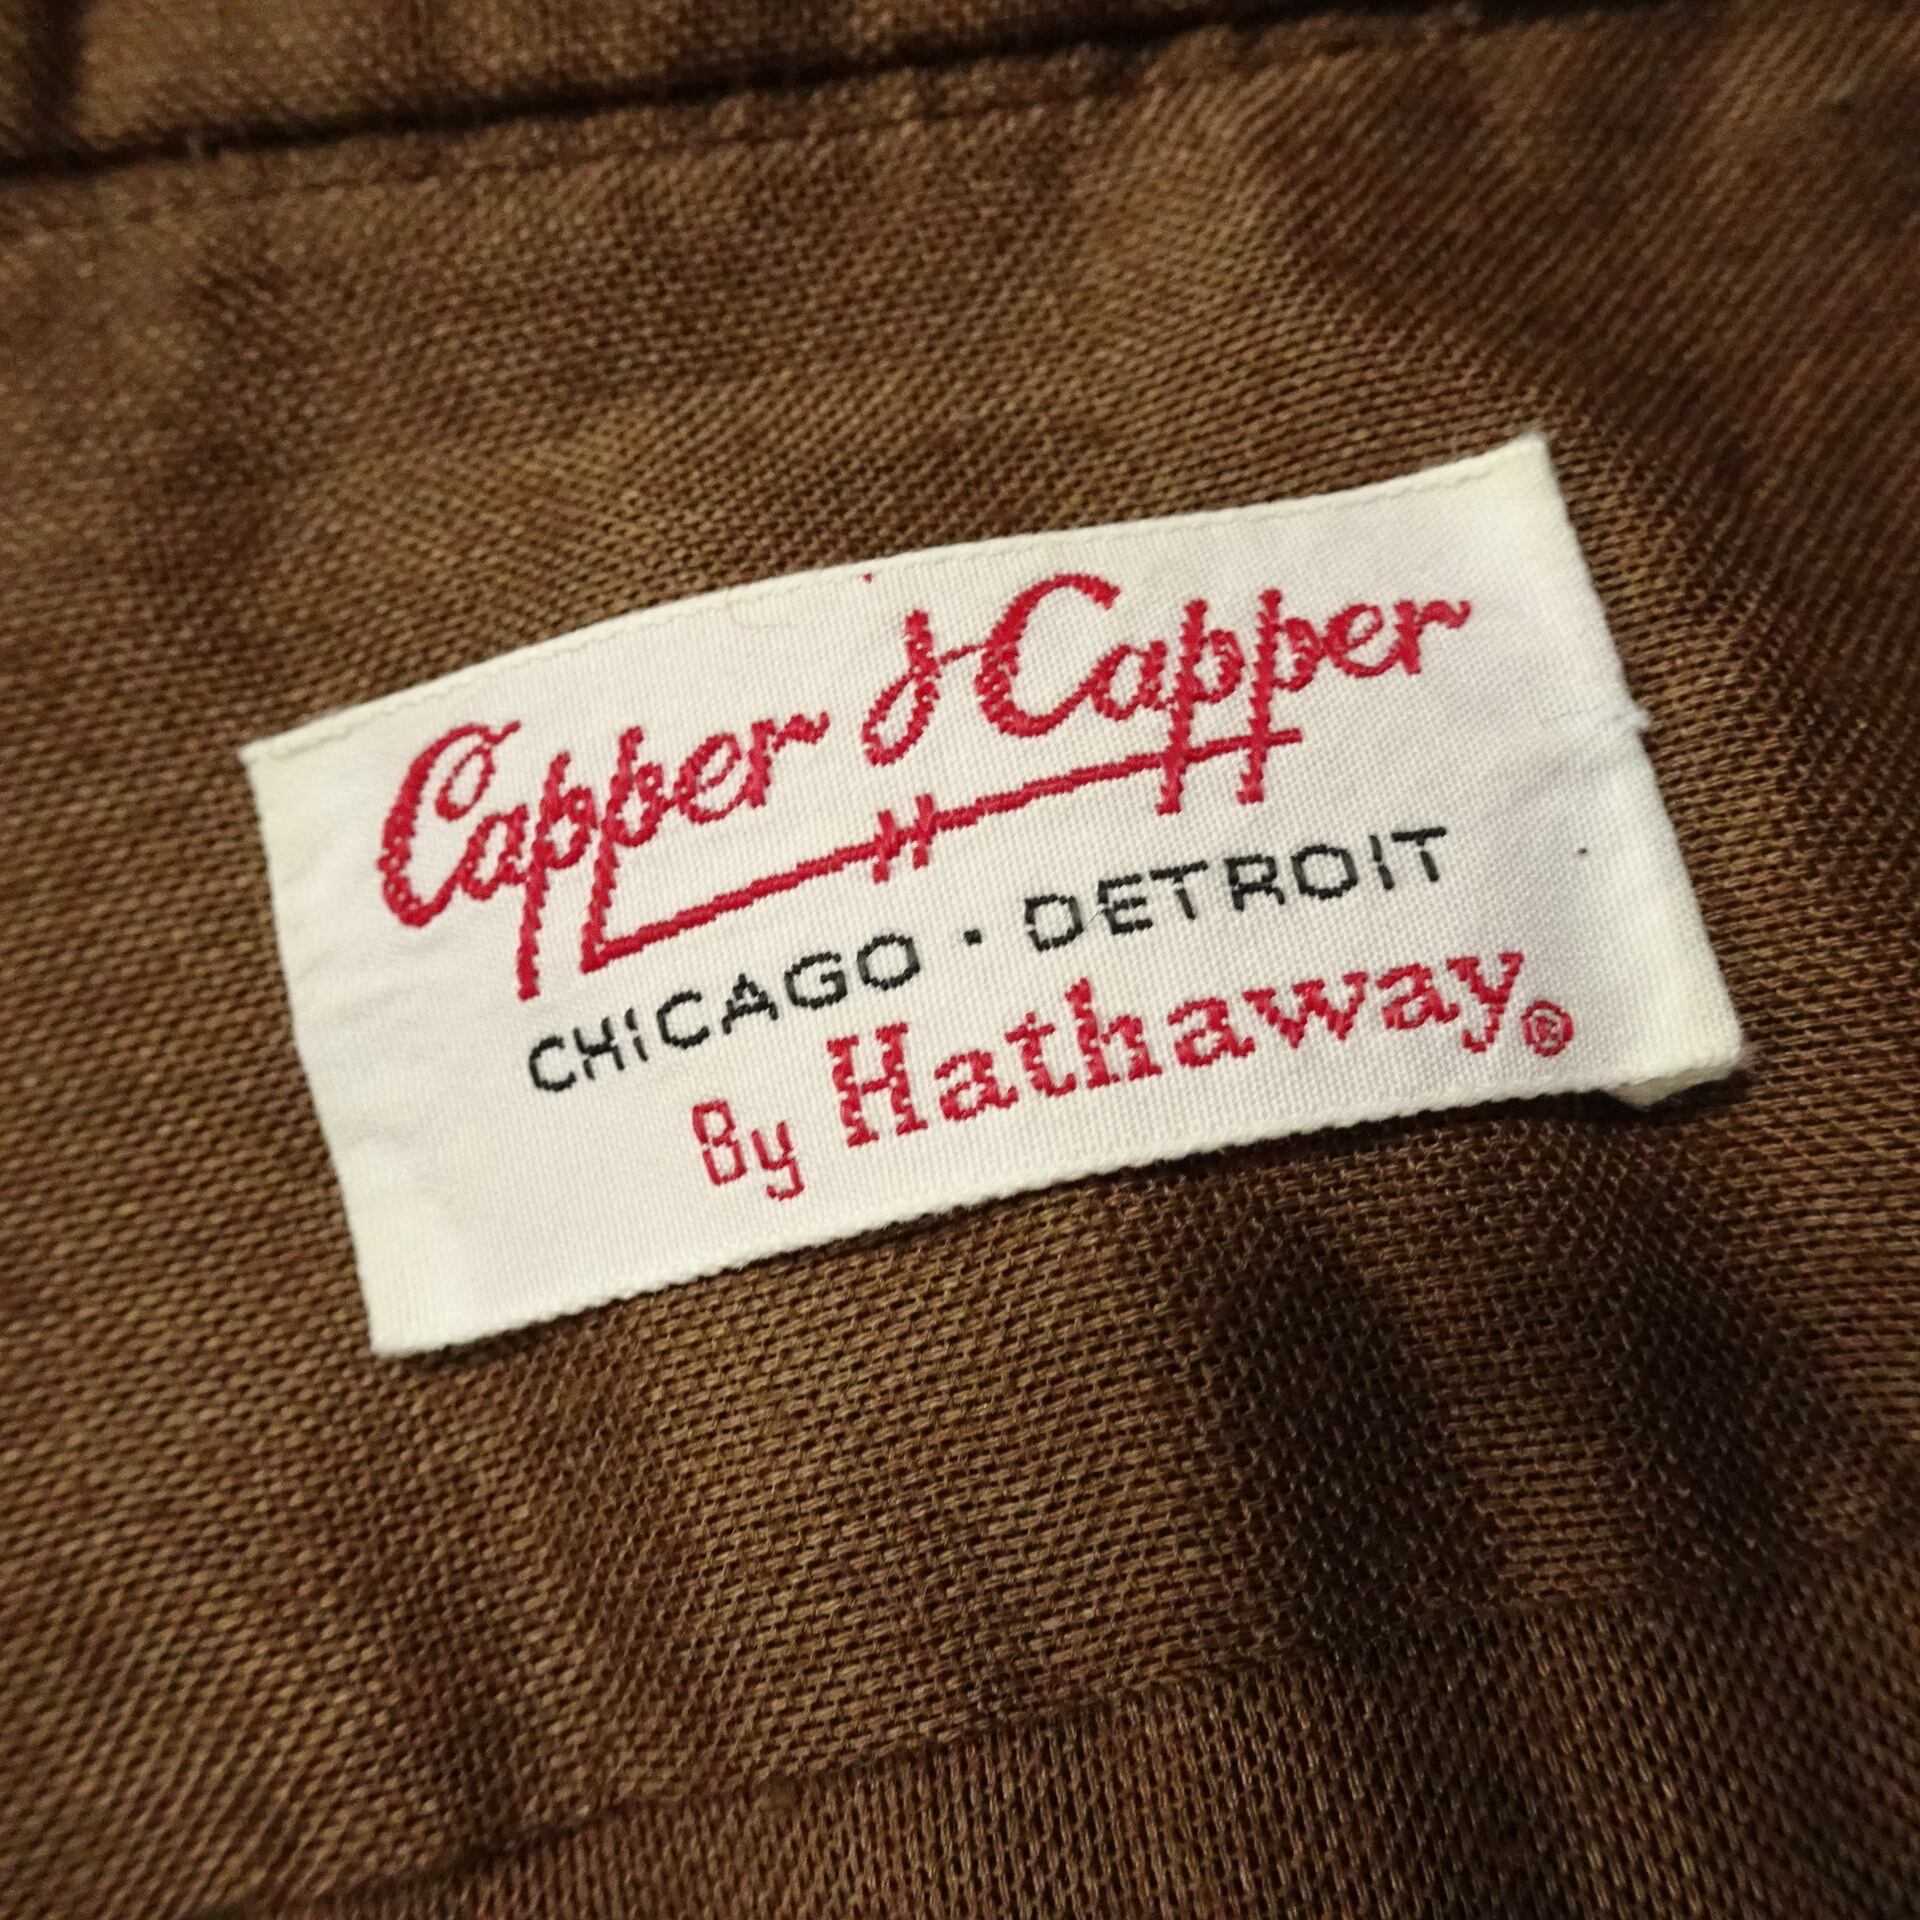 Capper & Capper
CHICAGO · DETROIT
By Hathaway®